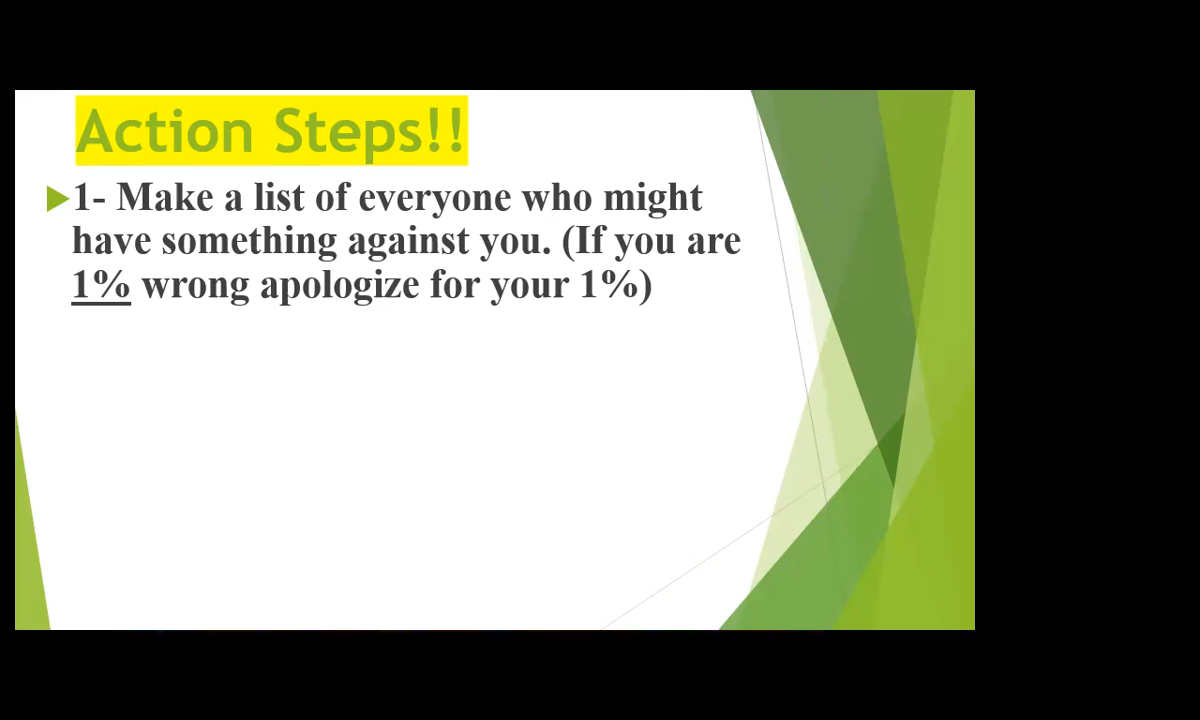 Action Steps!!
1- Make a list of everyone who might
have something against you. (If you are
1% wrong apologize for your 1%)